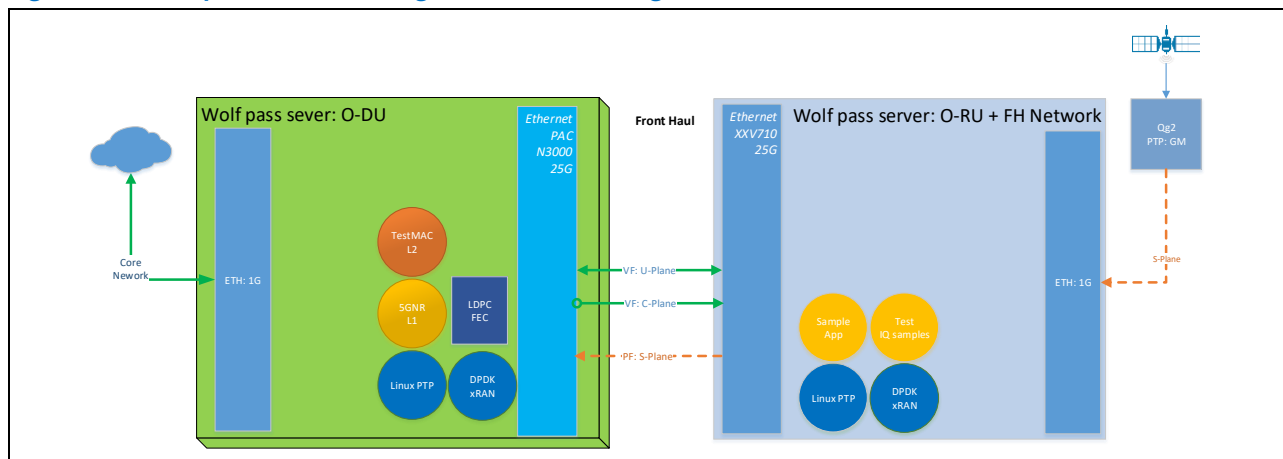 Wolf pass sever: O-DU
Ethernet
PAC
N3000
25G
Front Haul
Ethernet
XXV710
25G
Wolf pass server: O-RU + FH Network
Qg2
PTP: GM
TestMAC
L2
Core
Nework
ETH: 1G
5GNR
L1
LDPC
FEC
VF: U-Plane
VF: C-Plane
PF: S-Plane
S-Plane
ETH: 1G
Sample
App
Test
IQ samples
Linux PTP
DPDK
xRAN
Linux PTP
DPDK
xRAN